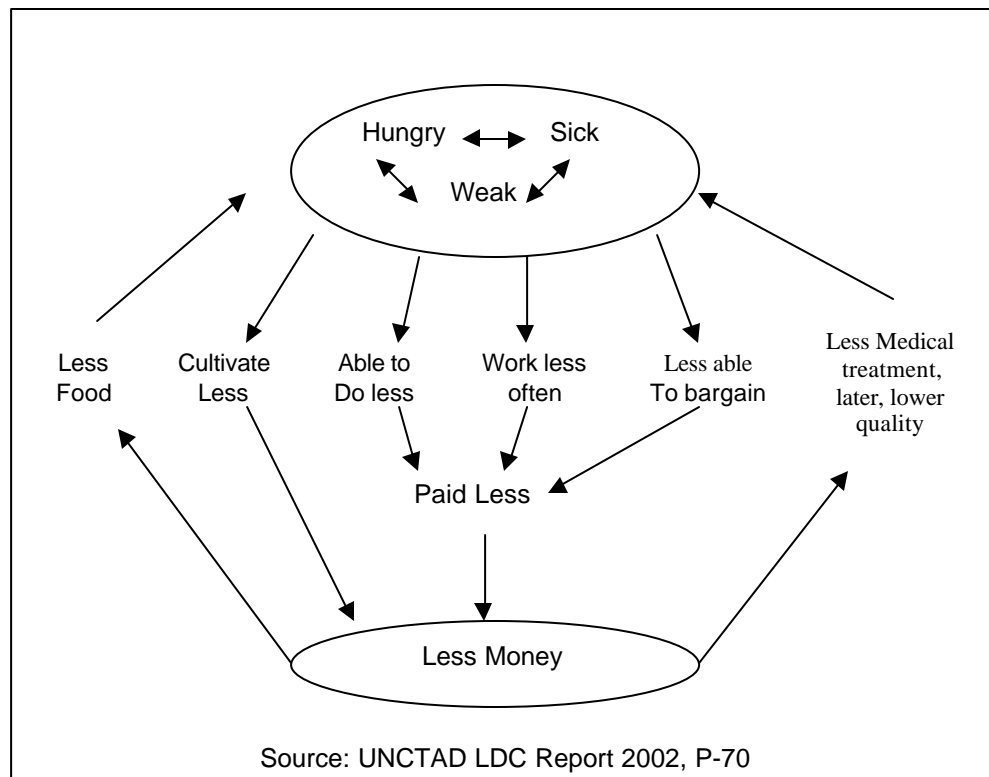 Hungry
Sick
Weak
Less
Food
Cultivate
Less
Able to
Do less
Work less
often
Less able
To bargain
Less Medical
treatment,
later, lower
quality
Paid Less
Less Money
Source: UNCTAD LDC Report 2002, P-70